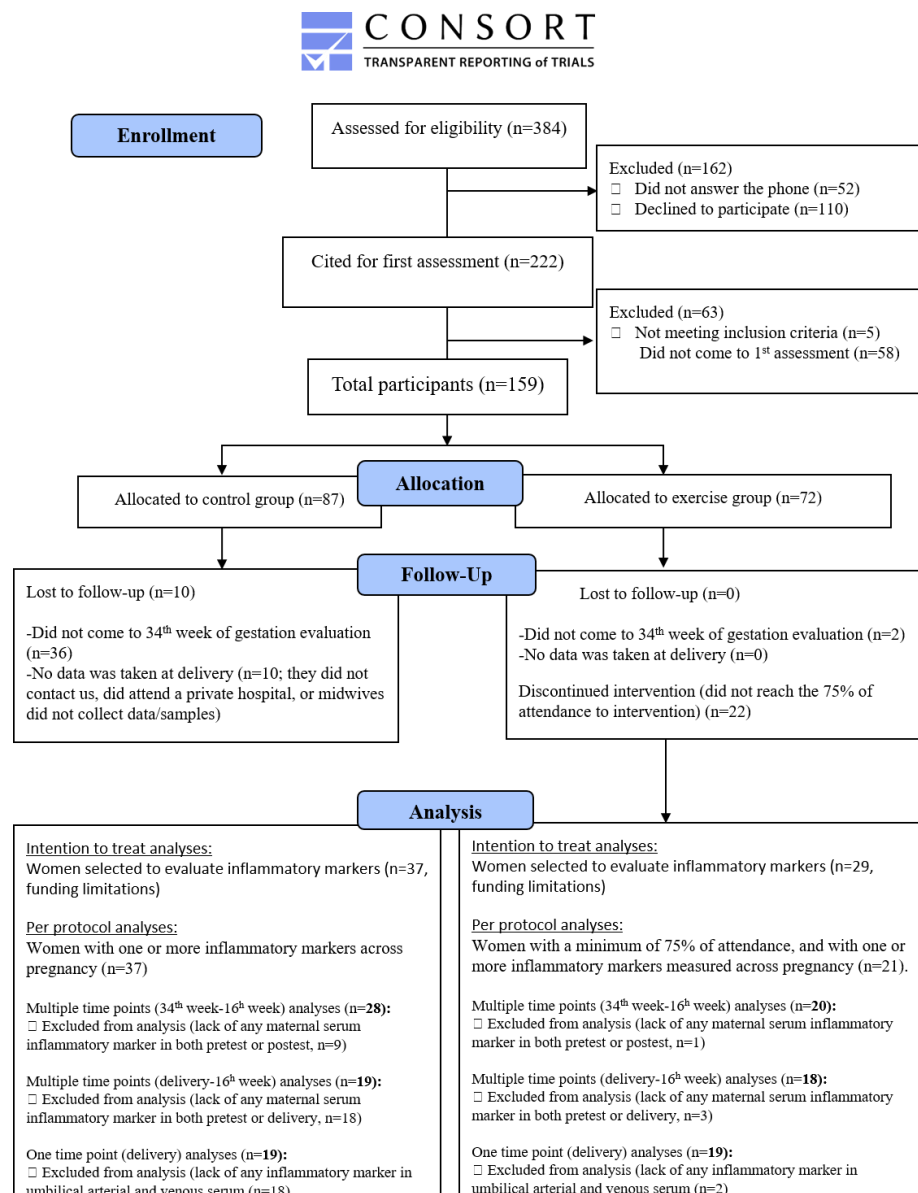 CONSORT
TRANSPARENT REPORTING of TRIALS
Enrollment
Assessed for eligibility (n=384)
Excluded (n=162)
□ Did not answer the phone (n=52)
□ Declined to participate (n=110)
Cited for first assessment (n=222)
Excluded (n=63)
□ Not meeting inclusion criteria (n=5)
Did not come to 1st assessment (n=58)
Total participants (n=159)
Allocation
Allocated to control group (n=87)
Allocated to exercise group (n=72)
Follow-Up
Lost to follow-up (n=10)
-Did not come to 34th week of gestation evaluation
(n=36)
-No data was taken at delivery (n=10; they did not
contact us, did attend a private hospital, or midwives
did not collect data/samples)
Lost to follow-up (n=0)
-Did not come to 34th week of gestation evaluation (n=2)
-No data was taken at delivery (n=0)
Discontinued intervention (did not reach the 75% of
attendance to intervention) (n=22)
Analysis
Intention to treat analyses:
Women selected to evaluate inflammatory markers (n=37,
funding limitations)
Per protocol analyses:
Women with one or more inflammatory markers across
pregnancy (n=37)
Multiple time points (34th week-16h week) analyses (n=28):
□ Excluded from analysis (lack of any maternal serum
inflammatory marker in both pretest or postest, n=9)
Multiple time points (delivery-16h week) analyses (n=19):
□ Excluded from analysis (lack of any maternal serum
inflammatory marker in both pretest or delivery, n=18)
One time point (delivery) analyses (n=19):
□ Excluded from analysis (lack of any inflammatory marker in
umbilical arterial and venous serum (n=18)
Intention to treat analyses:
Women selected to evaluate inflammatory markers (n=29,
funding limitations)
Per protocol analyses:
Women with a minimum of 75% of attendance, and with one or
more inflammatory markers measured across pregnancy (n=21).
Multiple time points (34th week-16h week) analyses (n=20):
□ Excluded from analysis (lack of any maternal serum inflammatory
marker in both pretest or postest, n=1)
Multiple time points (delivery-16h week) analyses (n=18):
□ Excluded from analysis (lack of any maternal serum inflammatory
marker in both pretest or delivery, n=3)
One time point (delivery) analyses (n=19):
□ Excluded from analysis (lack of any inflammatory marker in
umbilical arterial and venous serum (n=2)